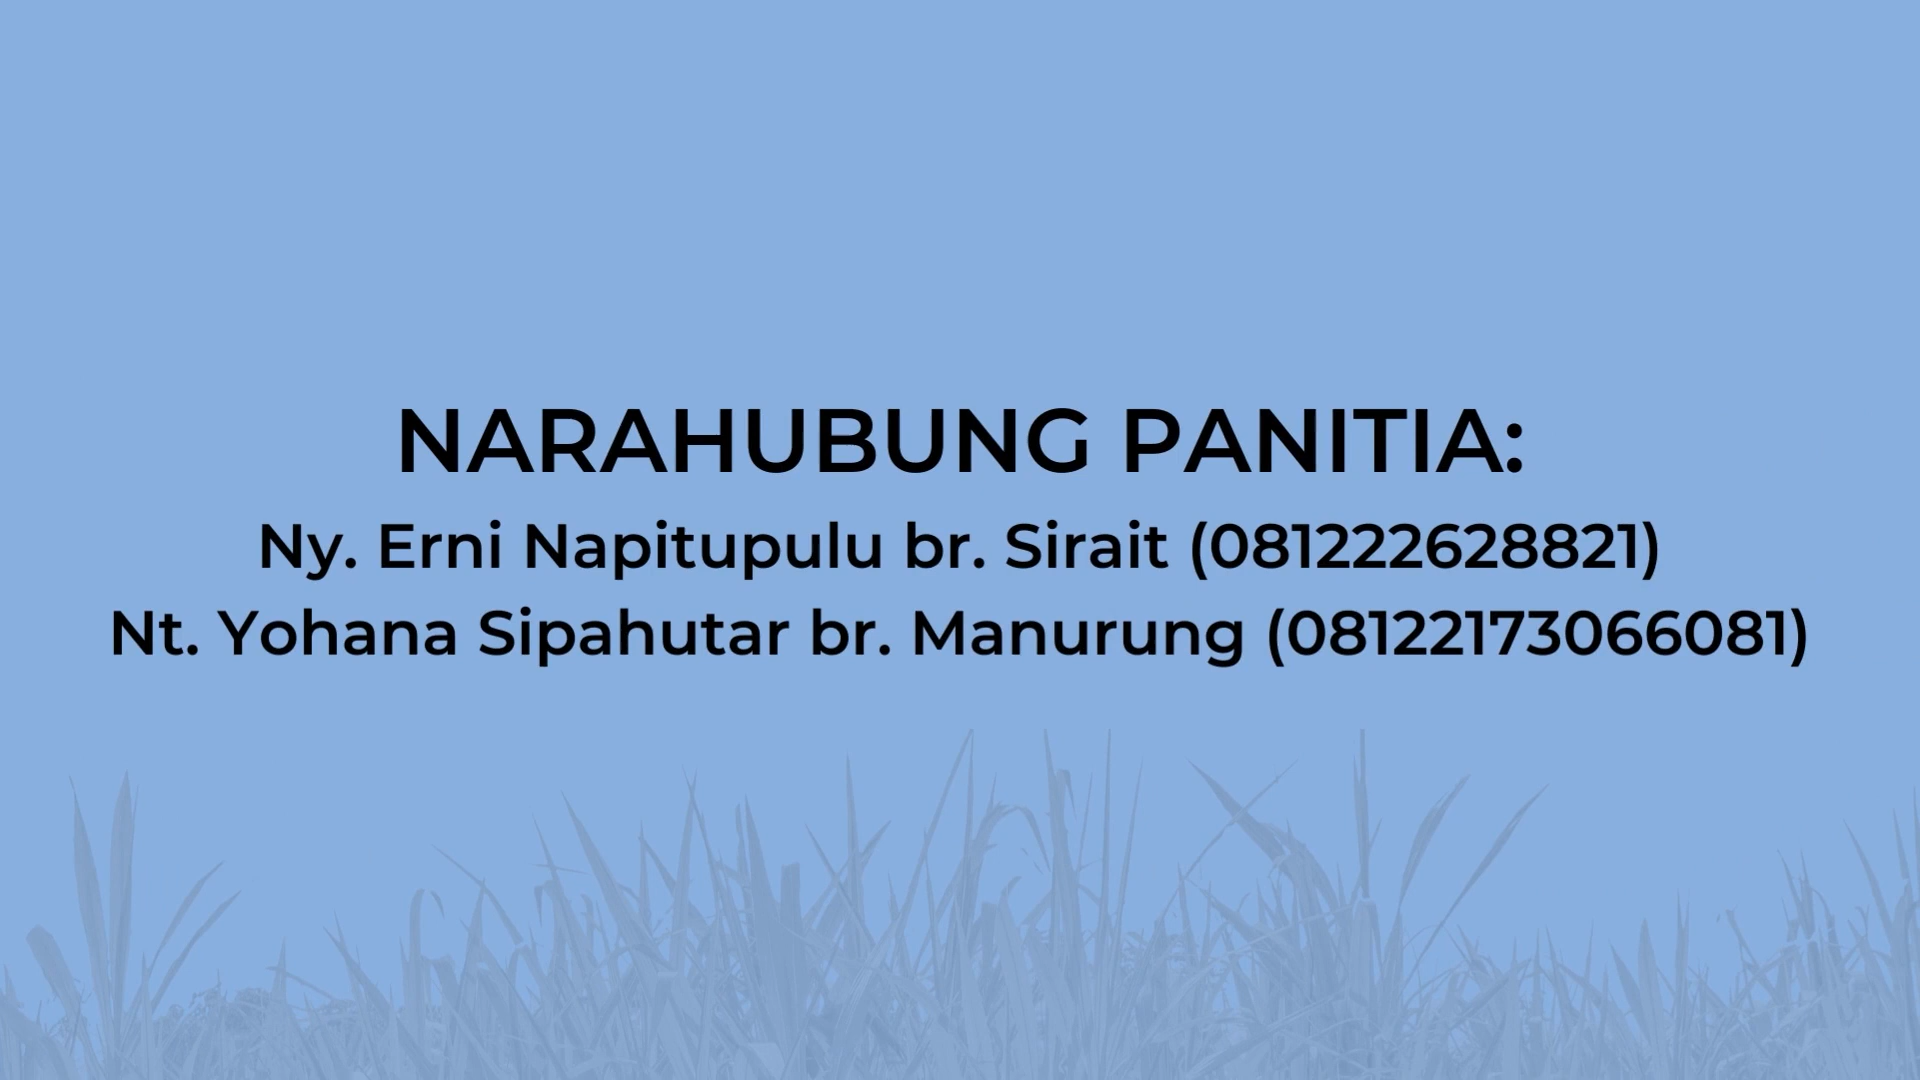 NARAHUBUNG PANITIA:
Ny. Erni Napitupulu br. Sirait (081222628821)
Nt. Yohana Sipahutar br. Manurung (08122173066081)